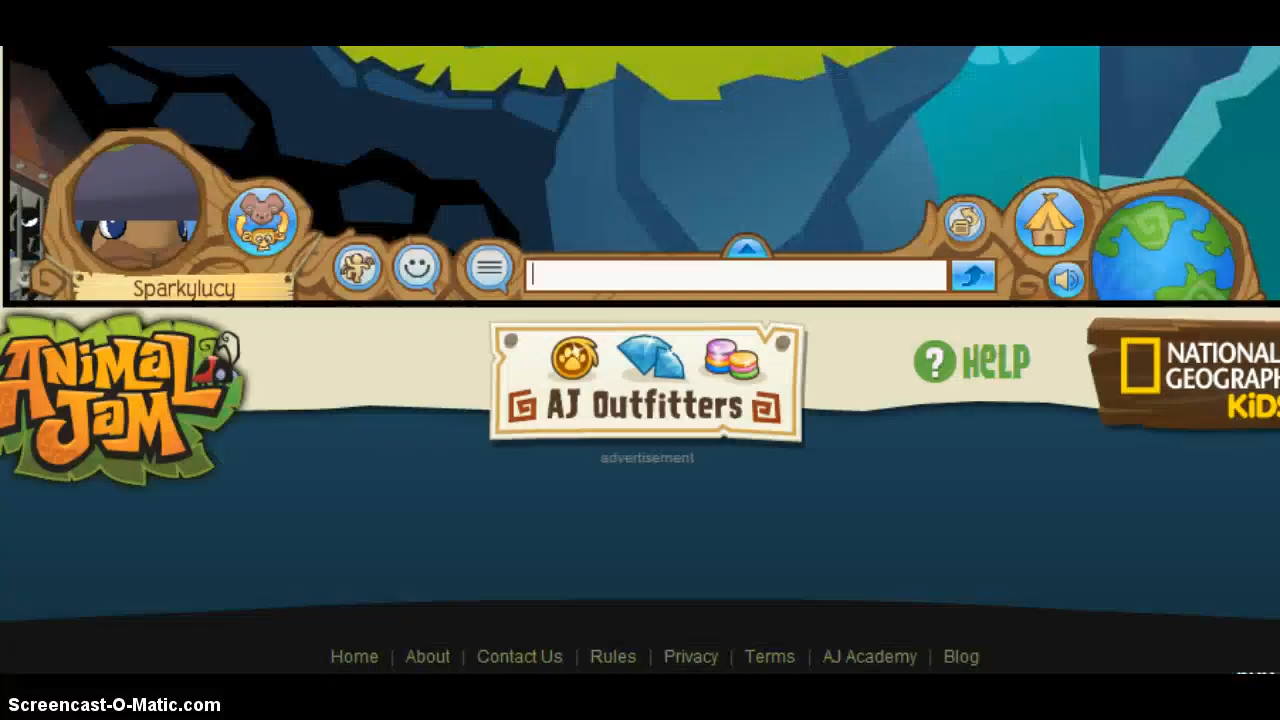 Sparkylucy
ANiMaL
JaM
AJ Outfitters
? HELP
NATIONAL
GEOGRAPH
KiDS
advertisement
Home | About | Contact Us | Rules | Privacy | Terms | AJ Academy | Blog
Screencast-O-Matic.com